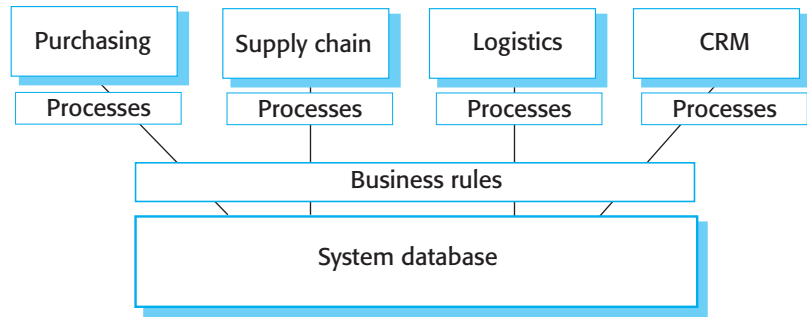 Purchasing
Supply chain
Logistics
CRM
Processes
Processes
Processes
Processes
Business rules
System database